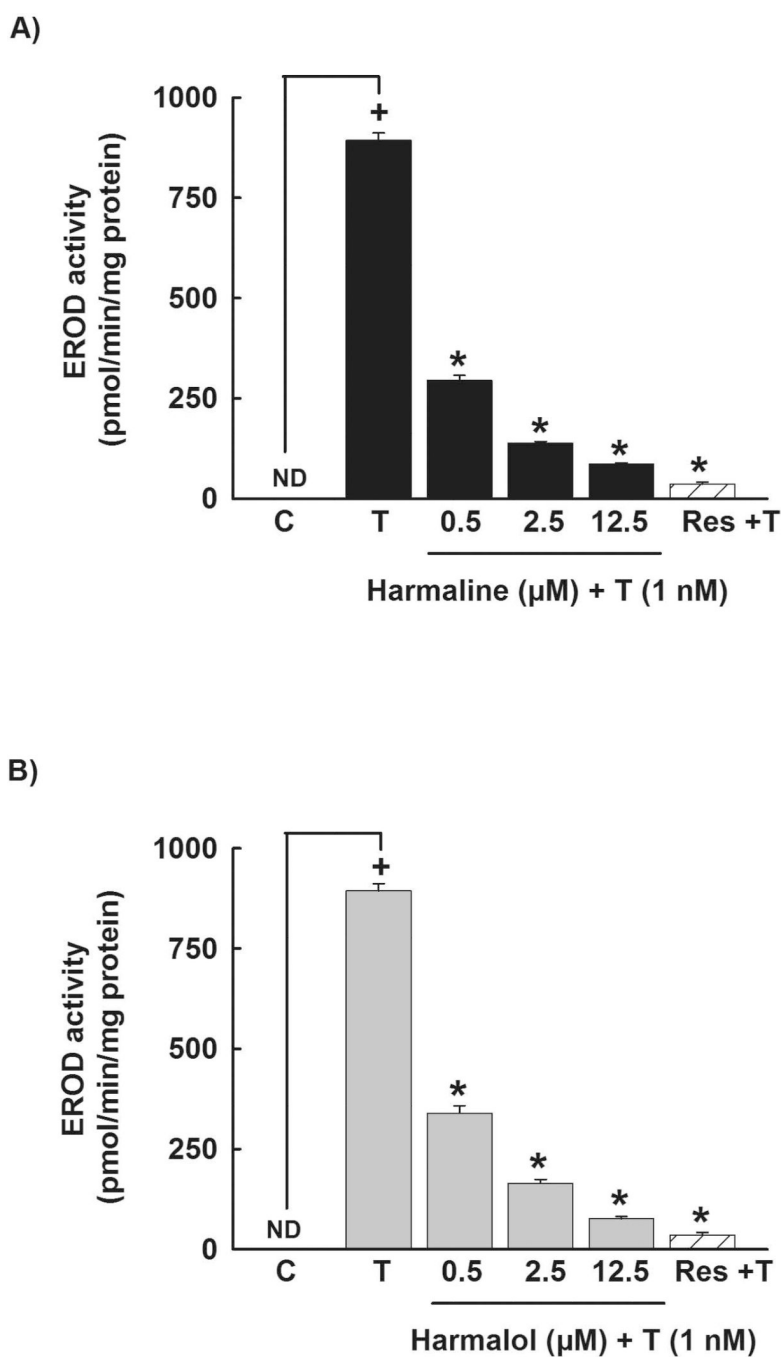 A)
EROD activity
(pmol/min/mg protein)
1000
750
500
250
0
+
*
*
*
*
ND
C T 0.5 2.5 12.5 Res +T
Harmaline (µM) + T (1 nM)
B)
EROD activity
(pmol/min/mg protein)
1000
750
500
250
0
+
*
*
*
*
ND
C T 0.5 2.5 12.5 Res +T
Harmalol (µM) + T (1 nM)